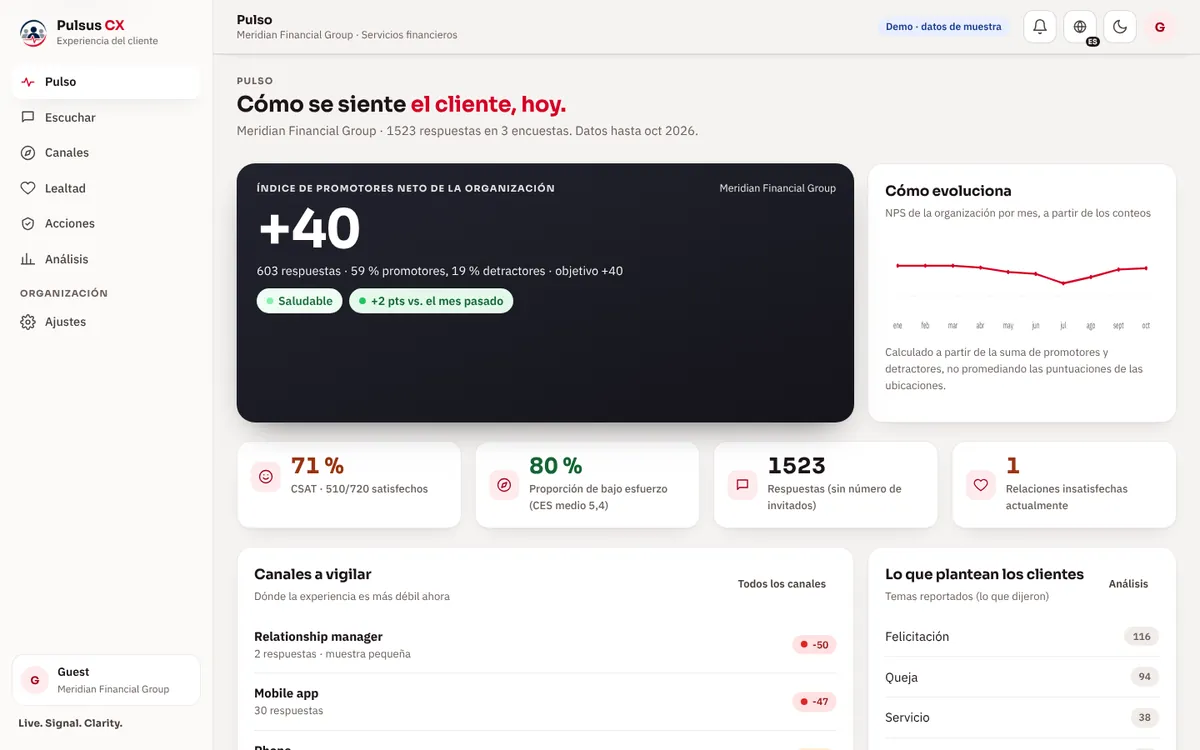 Pulsus CX
Experiencia del cliente
Pulso
Escuchar
Canales
Lealtad
Acciones
Análisis
ORGANIZACIÓN
Ajustes
G
Guest
Meridian Financial Group
Live. Signal. Clarity.
Pulso
Meridian Financial Group · Servicios financieros
Demo · datos de muestra
ES
G
PULSO
Cómo se siente el cliente, hoy.
Meridian Financial Group · 1523 respuestas en 3 encuestas. Datos hasta oct 2026.
ÍNDICE DE PROMOTORES NETO DE LA ORGANIZACIÓN
Meridian Financial Group
+40
603 respuestas · 59 % promotores, 19 % detractores · objetivo +40
Saludable
+2 pts vs. el mes pasado
Cómo evoluciona
NPS de la organización por mes, a partir de los conteos
ene feb mar abr may jun jul ago sept oct
Calculado a partir de la suma de promotores y
detractores, no promediando las puntuaciones de las
ubicaciones.
71 %
CSAT · 510/720 satisfechos
80 %
Proporción de bajo esfuerzo
(CES medio 5,4)
1523
Respuestas (sin número de
invitados)
1
Relaciones insatisfechas
actualmente
Canales a vigilar
Dónde la experiencia es más débil ahora
Todos los canales
Relationship manager
2 respuestas · muestra pequeña
-50
Mobile app
30 respuestas
-47
Phone
Lo que plantean los clientes
Temas reportados (lo que dijeron)
Análisis
Felicitación
116
Queja
94
Servicio
38